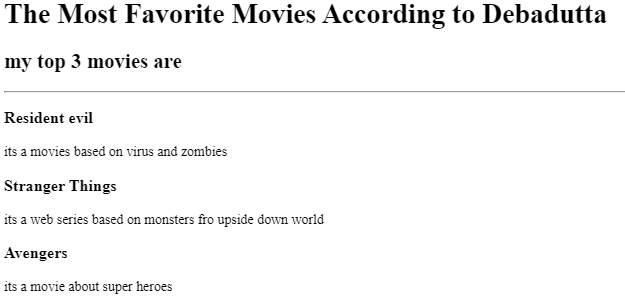 The Most Favorite Movies According to Debadutta
my top 3 movies are
Resident evil
its a movies based on virus and zombies
Stranger Things
its a web series based on monsters fro upside down world
Avengers
its a movie about super heroes